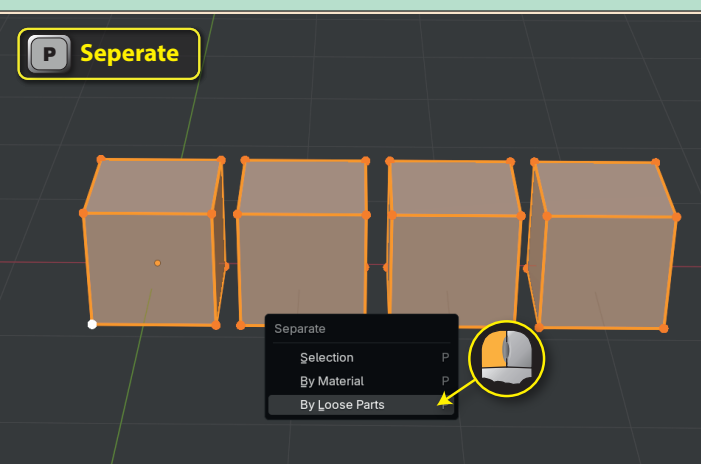 P Seperate
Separate
Selection P
By Material P
By Loose Parts P